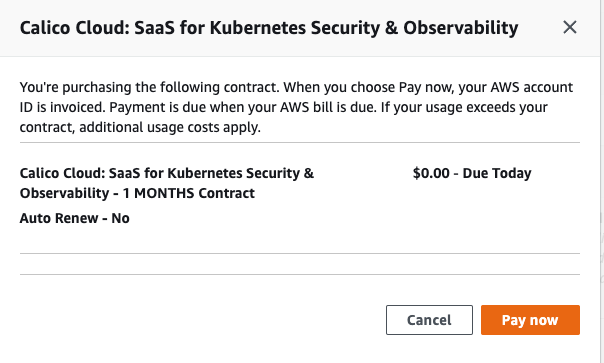 Calico Cloud: SaaS for Kubernetes Security & Observability
You're purchasing the following contract. When you choose Pay now, your AWS account
ID is invoiced. Payment is due when your AWS bill is due. If your usage exceeds your
contract, additional usage costs apply.
Calico Cloud: SaaS for Kubernetes Security &
Observability - 1 MONTHS Contract
$0.00 - Due Today
Auto Renew - No
Cancel
Pay now